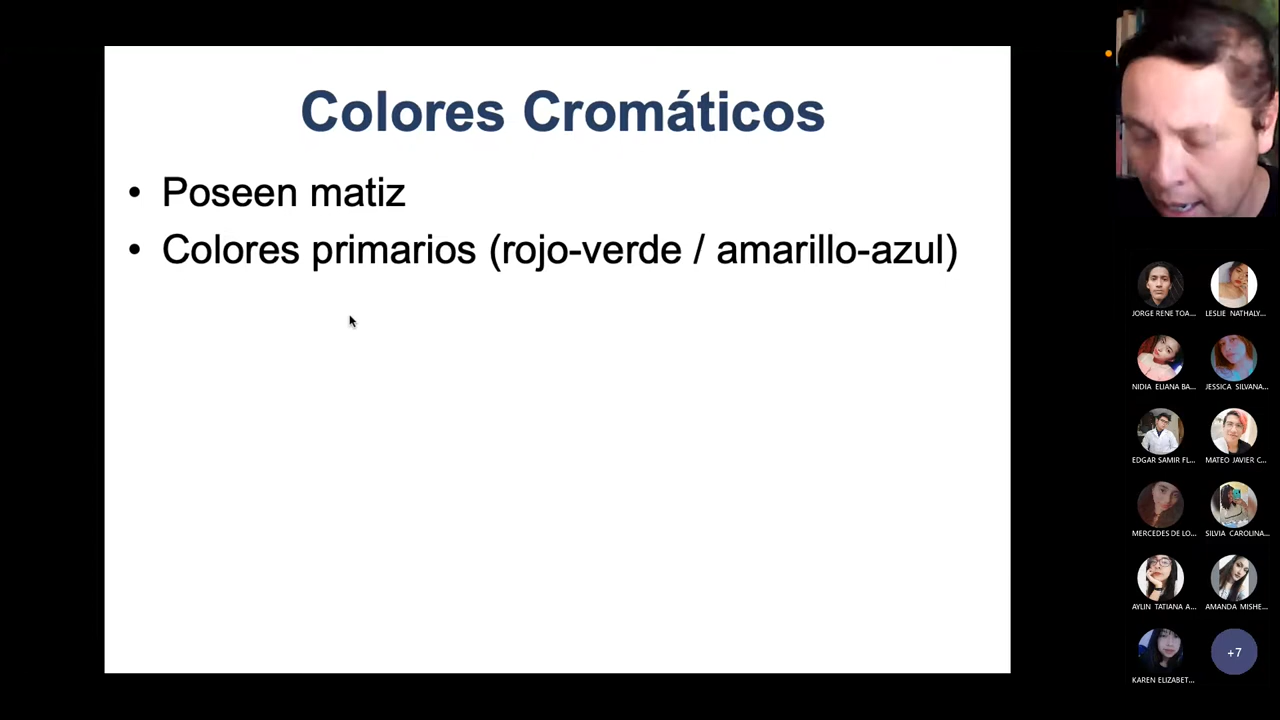 Colores Cromáticos
• Poseen matiz
• Colores primarios (rojo-verde / amarillo-azul)
JORGE RENE TOA...
LESLIE NATHALY...
NIDIA ELIANA BA...
JESSICA SILVANA...
EDGAR SAMIR FL...
MATEO JAVIER C...
MERCEDES DE LO...
SILVIA CAROLINA...
AYLIN TATIANA A...
AMANDA MISHE...
KAREN ELIZABET...
+7